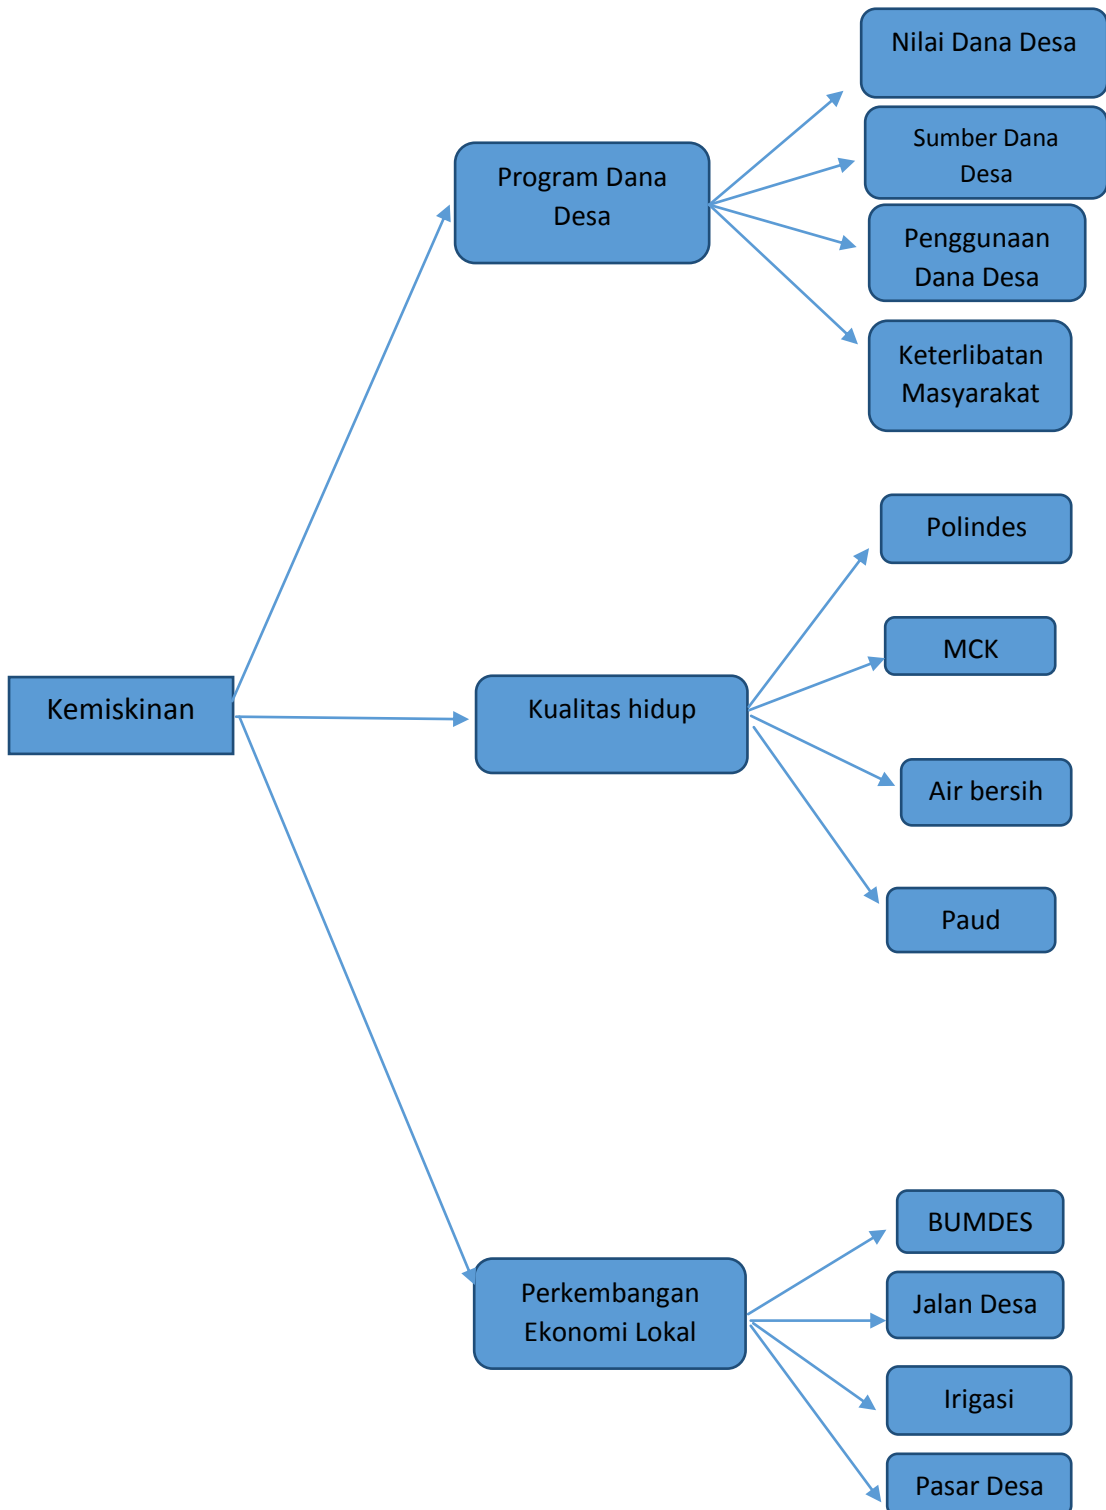 Nilai Dana Desa
Sumber Dana
Desa
Program Dana
Desa
Penggunaan
Dana Desa
Keterlibatan
Masyarakat
Polindes
MCK
Kemiskinan
Kualitas hidup
Air bersih
Paud
BUMDES
Perkembangan
Ekonomi Lokal
Jalan Desa
Irigasi
Pasar Desa